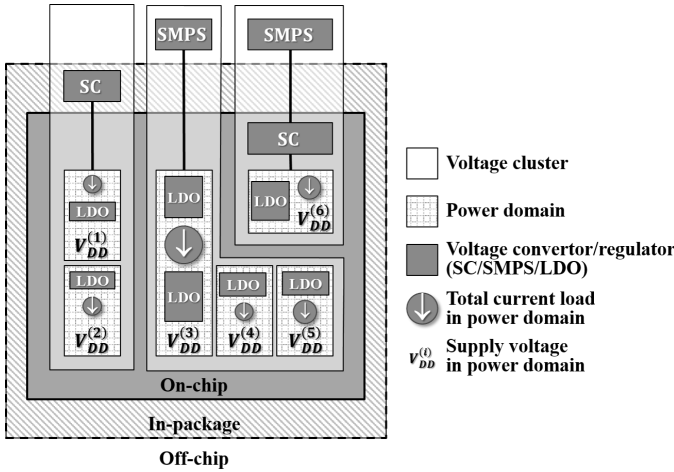 SMPS
SMPS
SC
SC
LDO
V_DD^(1)
LDO
V_DD^(2)
LDO
LDO
V_DD^(3)
LDO
V_DD^(6)
LDO
V_DD^(4)
LDO
V_DD^(5)
On-chip
In-package
Off-chip
Voltage cluster
Power domain
Voltage convertor/regulator
(SC/SMPS/LDO)
Total current load
in power domain
V_DD^(i) Supply voltage
in power domain